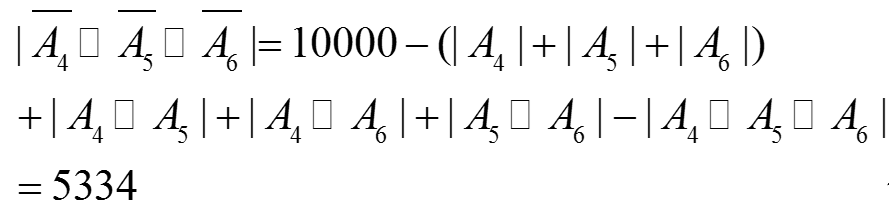 | A̅₄ □ A̅₅ □ A̅₆ |= 10000 − (| A₄ | + | A₅ | + | A₆ |)
+ | A₄ □ A₅ | + | A₄ □ A₆ | + | A₅ □ A₆ | − | A₄ □ A₅ □ A₆ |
= 5334